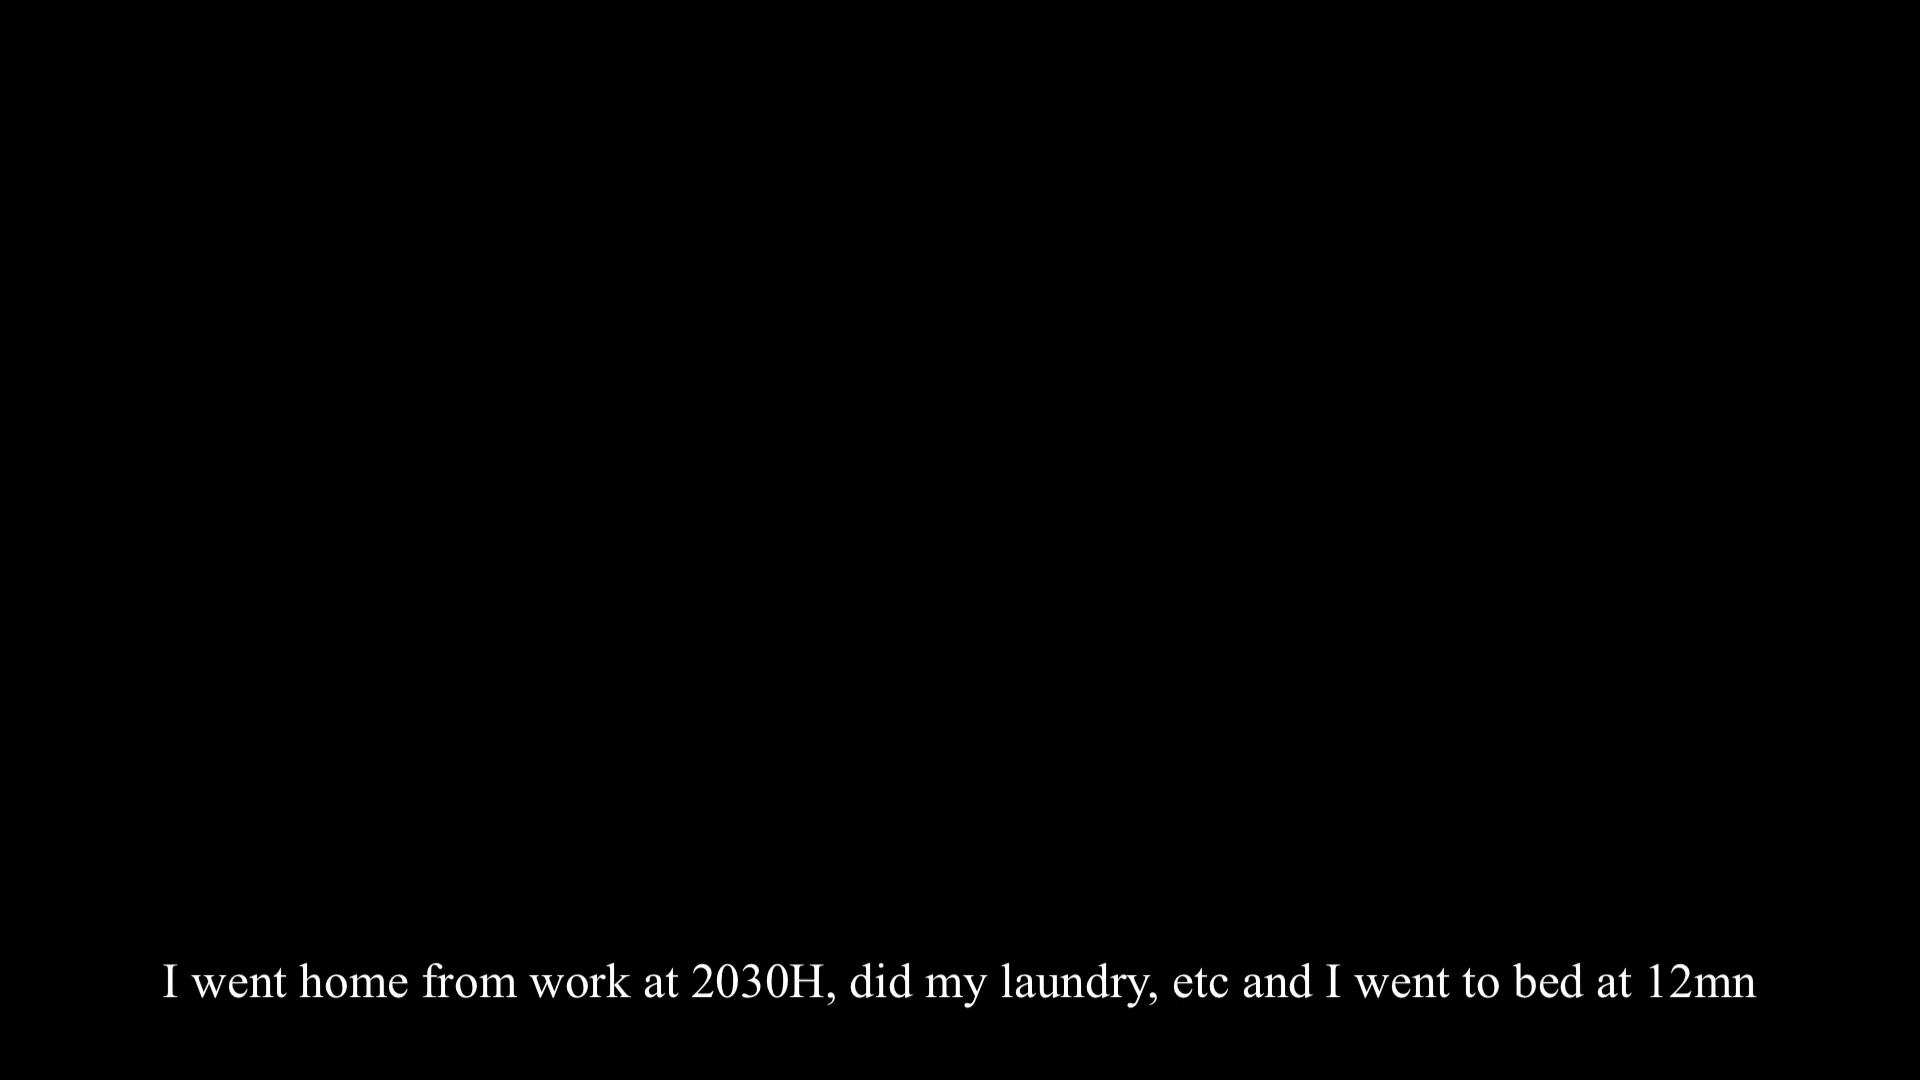 I went home from work at 2030H, did my laundry, etc and I went to bed at 12mn